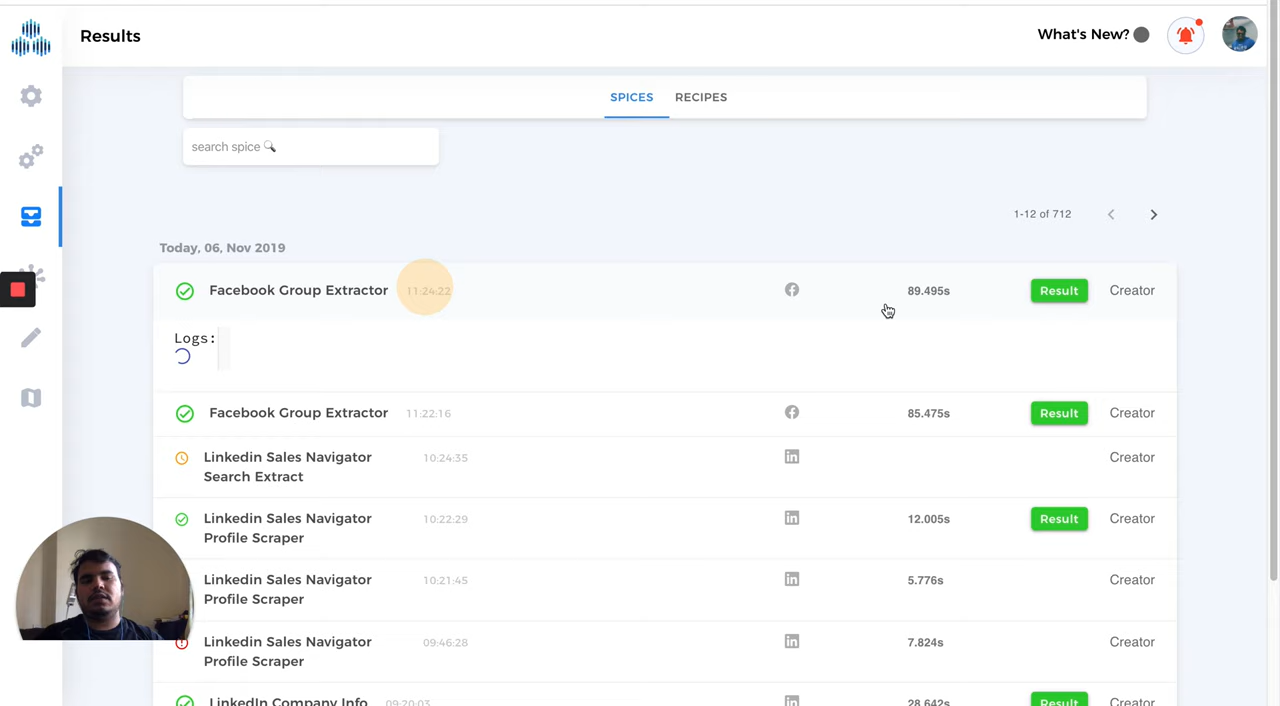 Results
What's New?
SPICES RECIPES
search spice
1-12 of 712
Today, 06, Nov 2019
Facebook Group Extractor 11:24:22 89.495s Result Creator
Logs:
Facebook Group Extractor 11:22:16 85.475s Result Creator
Linkedin Sales Navigator
Search Extract 10:24:35 Creator
Linkedin Sales Navigator
Profile Scraper 10:22:29 12.005s Result Creator
Linkedin Sales Navigator
Profile Scraper 10:21:45 5.776s Creator
Linkedin Sales Navigator
Profile Scraper 09:46:28 7.824s Creator
LinkedIn Company Info 09:20:03 28.642s Result Creator